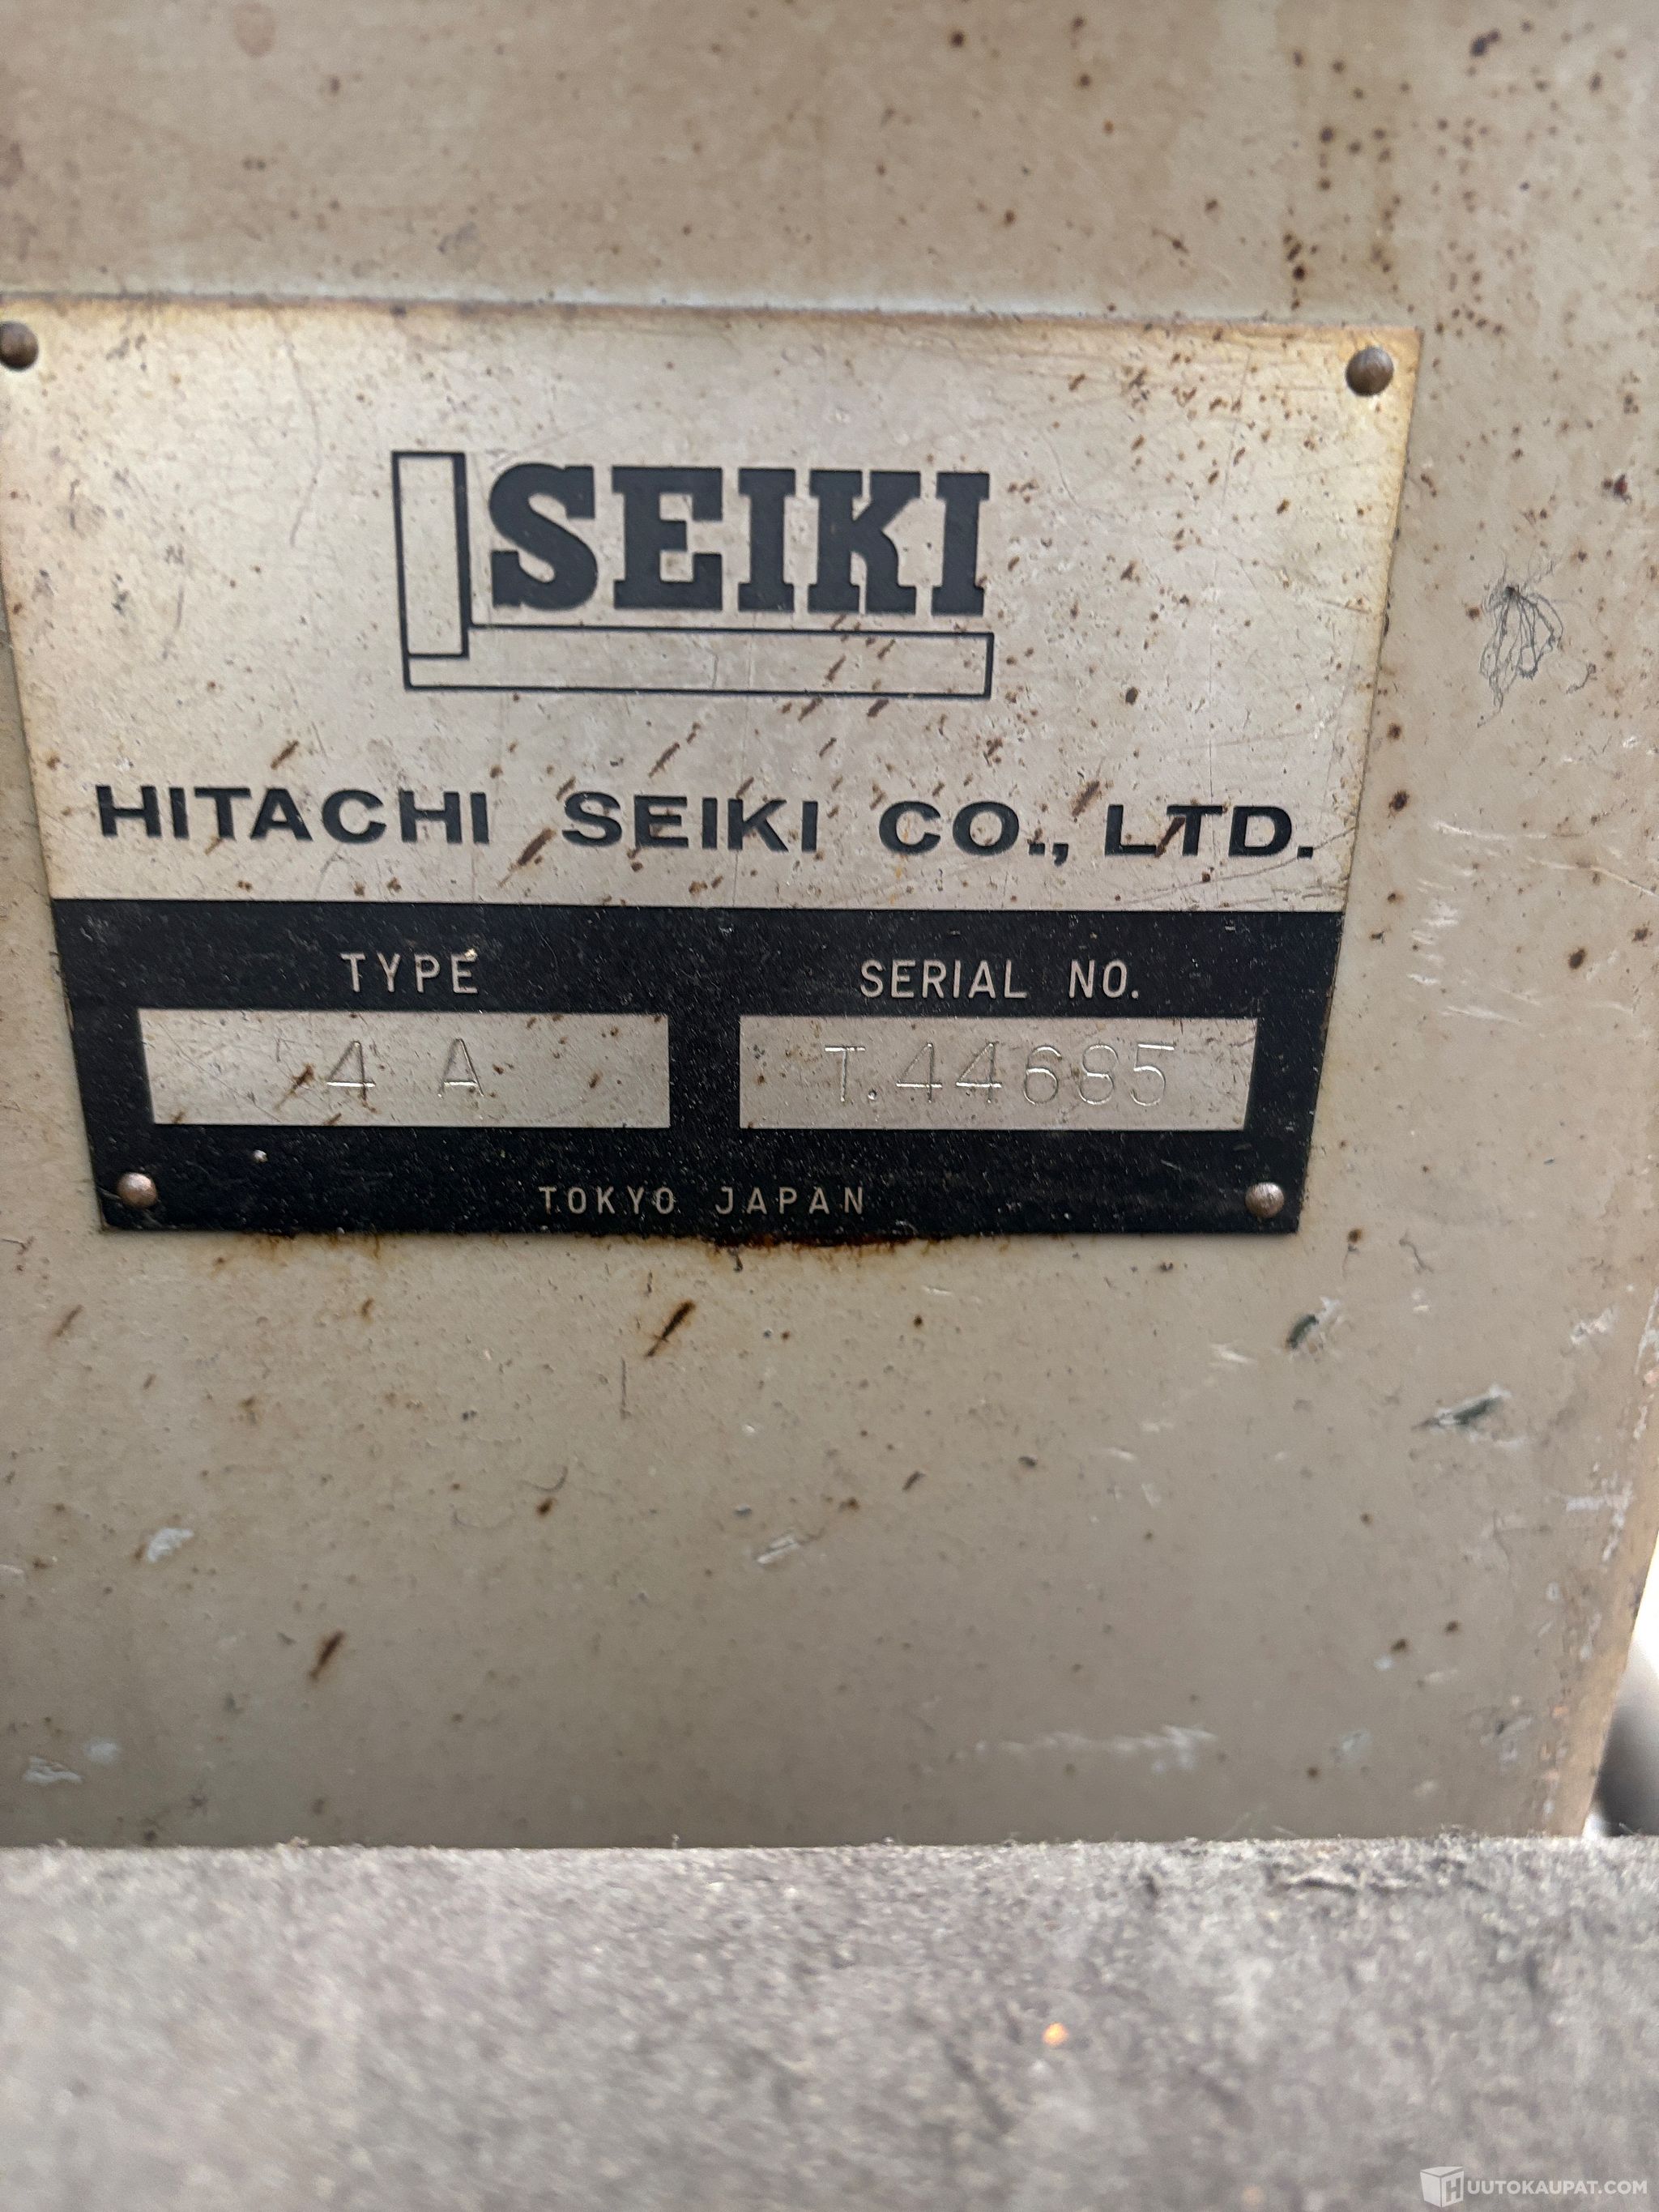 SEIKI
HITACHI SEIKI CO., LTD.
TYPE SERIAL NO.
4 A T.44685
TOKYO JAPAN
HUUTOKAUPAT.COM